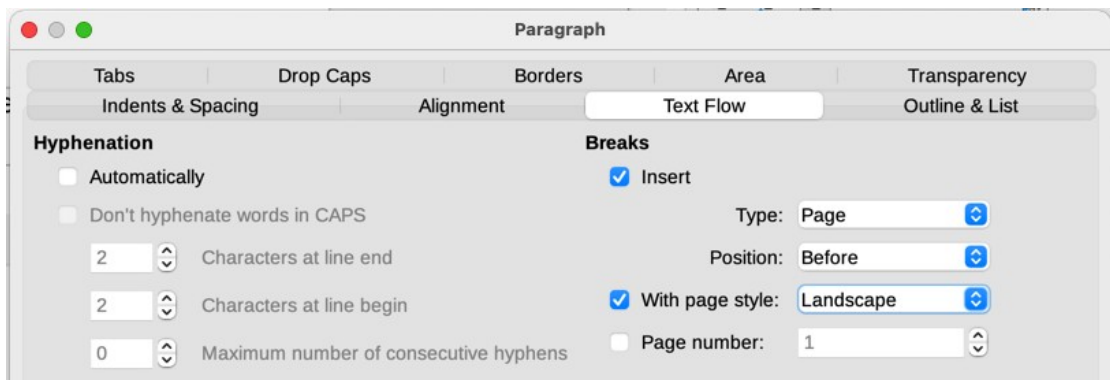 Paragraph
Tabs Drop Caps Borders Area Transparency
Indents & Spacing Alignment Text Flow Outline & List
Hyphenation
Automatically
Don't hyphenate words in CAPS
2 Characters at line end
2 Characters at line begin
0 Maximum number of consecutive hyphens
Breaks
Insert
Type: Page
Position: Before
With page style: Landscape
Page number: 1